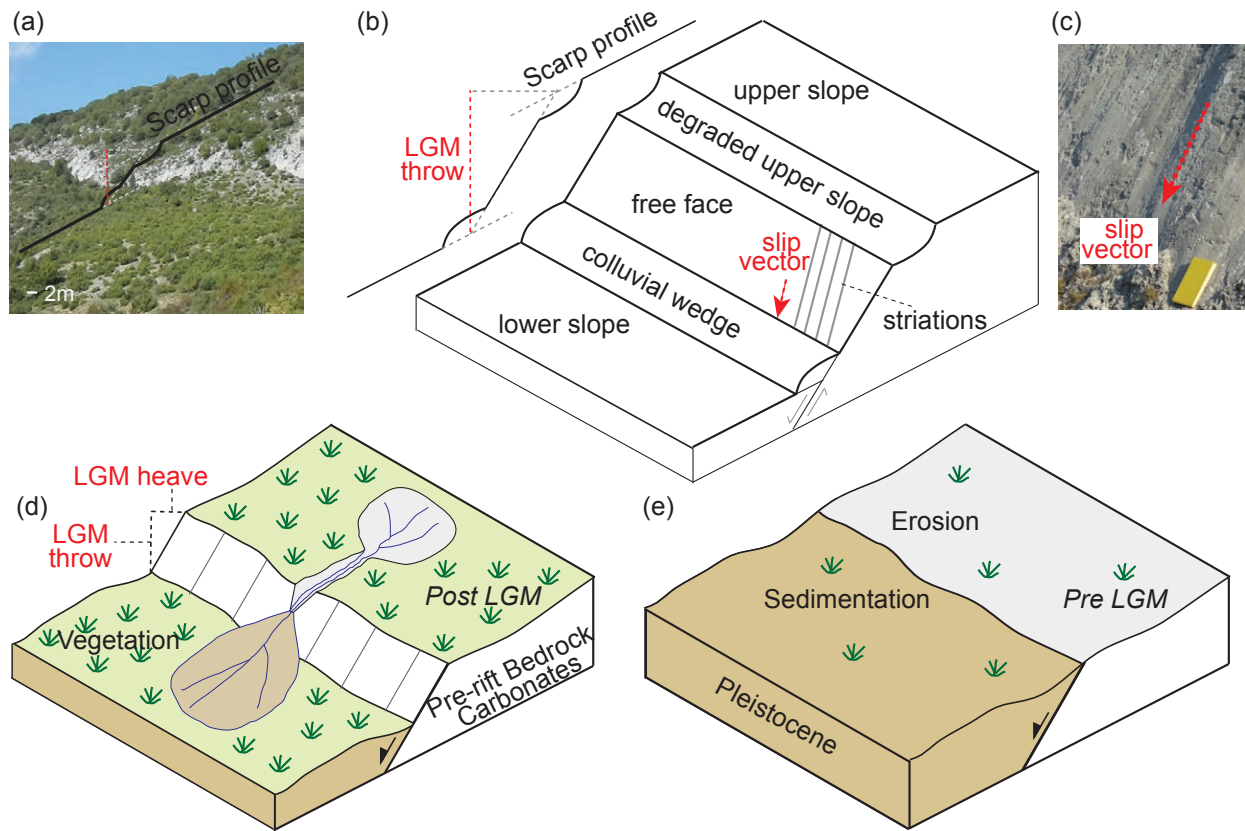 (a)
Scarp profile
2m
(b)
Scarp profile
LGM
throw
upper slope
degraded upper slope
free face
slip
vector
colluvial wedge
lower slope
striations
(c)
slip
vector
(d)
LGM heave
LGM
throw
Vegetation
Post LGM
Pre-rift Bedrock
Carbonates
(e)
Erosion
Sedimentation
Pre LGM
Pleistocene